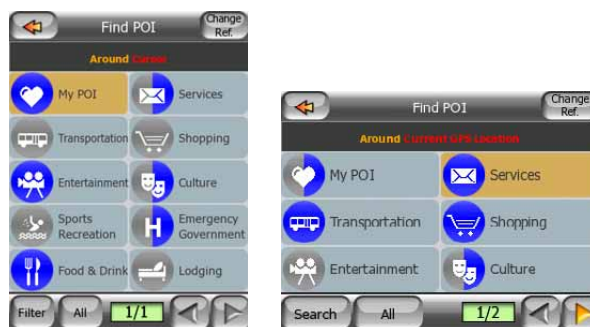 Find POI
Change
Ref.
Around Cursor
My POI
Services
Transportation
Shopping
Entertainment
Culture
Sports
Recreation
H
Emergency
Government
Food & Drink
Lodging
Filter
All
1/1
Find POI
Change
Ref.
Around Current GPS Location
My POI
Services
Transportation
Shopping
Entertainment
Culture
Search
All
1/2